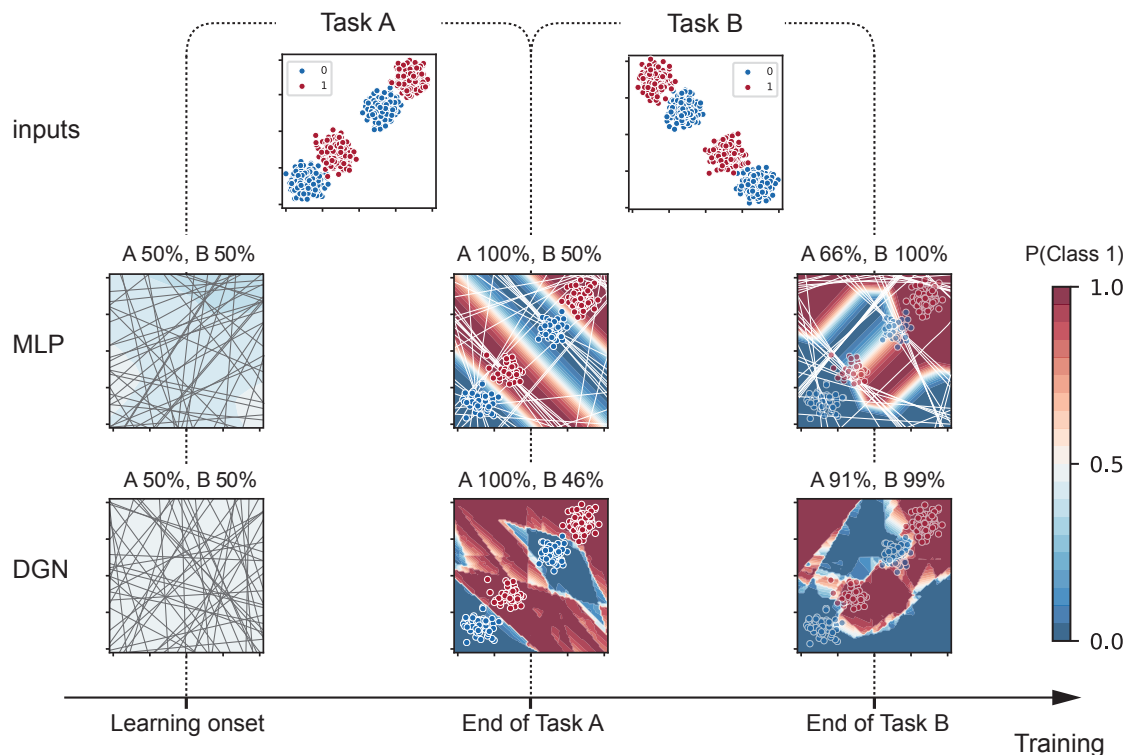 Task A
Task B
0
1
0
1
inputs
A 50%, B 50%
A 100%, B 50%
A 66%, B 100%
P(Class 1)
1.0
MLP
0.5
A 50%, B 50%
A 100%, B 46%
A 91%, B 99%
DGN
0.0
Learning onset
End of Task A
End of Task B
Training